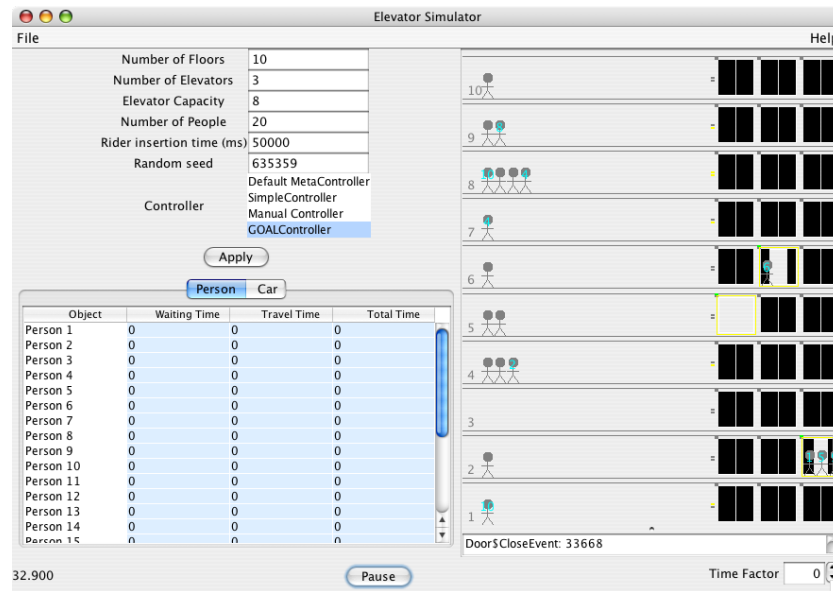 Elevator Simulator
File Help
Number of Floors 10
Number of Elevators 3
Elevator Capacity 8
Number of People 20
Rider insertion time (ms) 50000
Random seed 635359
Default MetaController
SimpleController
Controller
Manual Controller
GOALController
Apply
Person Car
Object Waiting Time Travel Time Total Time
Person 1 0 0 0
Person 2 0 0 0
Person 3 0 0 0
Person 4 0 0 0
Person 5 0 0 0
Person 6 0 0 0
Person 7 0 0 0
Person 8 0 0 0
Person 9 0 0 0
Person 10 0 0 0
Person 11 0 0 0
Person 12 0 0 0
Person 13 0 0 0
Person 14 0 0 0
Person 15 0 0 0
10
9
8
7
6
5
4
3
2
1
Door$CloseEvent: 33668
32.900
Pause
Time Factor 0